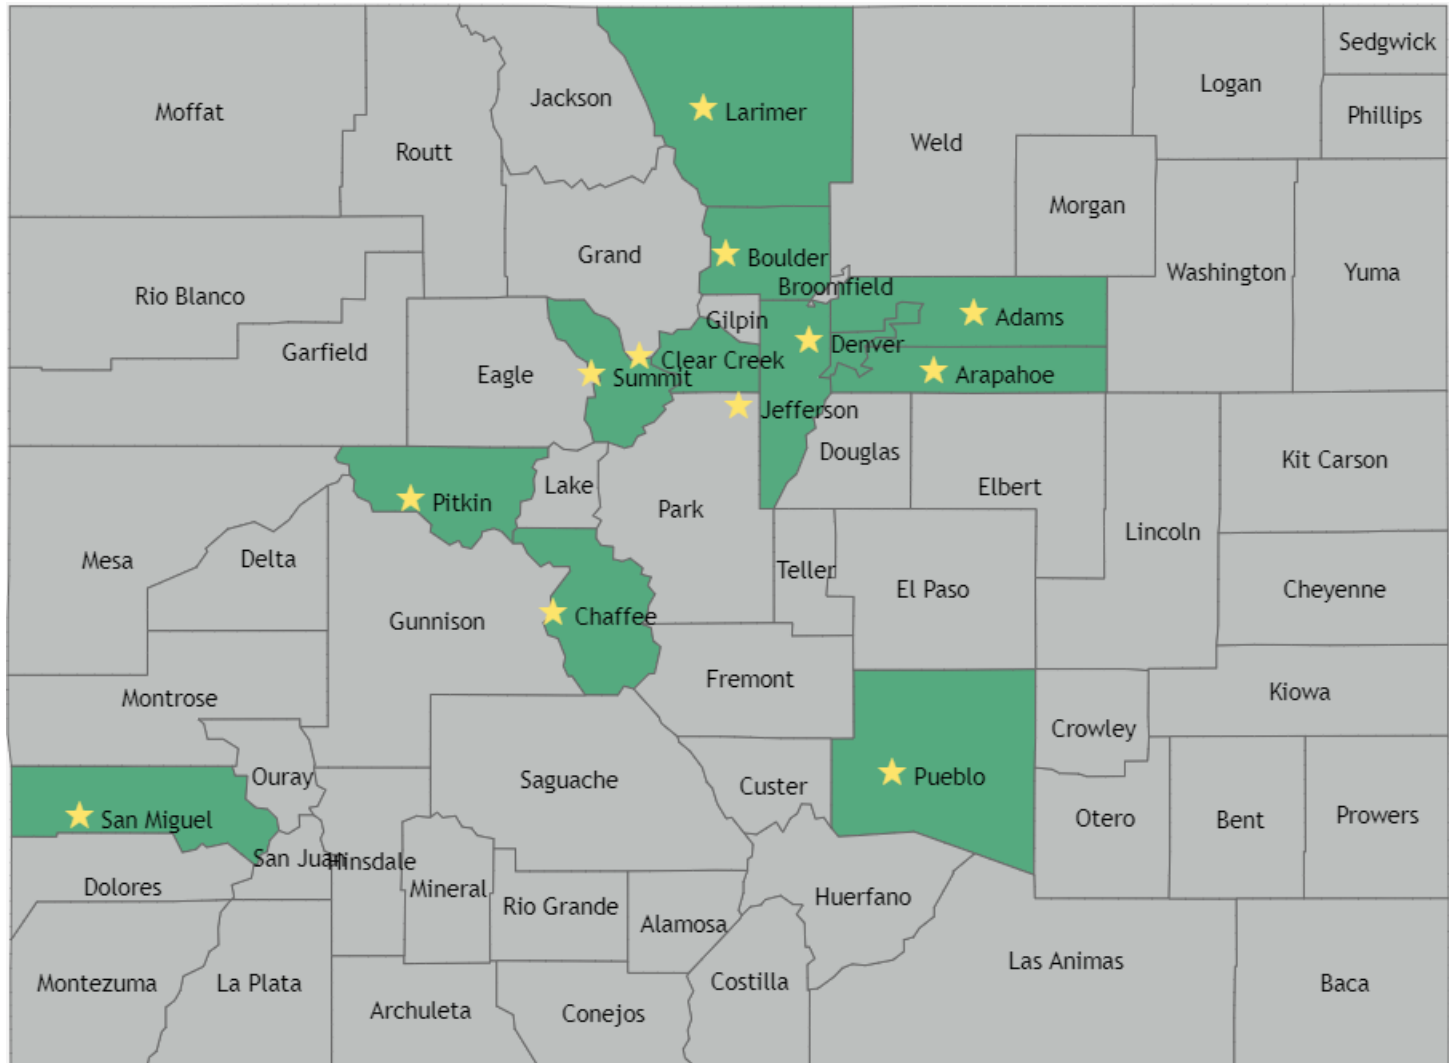 Sedgwick
Logan
Jackson
Moffat
Larimer
Phillips
Weld
Routt
Morgan
Grand
Boulder
Washington
Yuma
Broomfield
Rio Blanco
Gilpin
Adams
Denver
Garfield
Clear Creek
Eagle
Summit
Arapahoe
Jefferson
Douglas
Kit Carson
Lake
Elbert
Pitkin
Park
Lincoln
Mesa
Delta
Teller
El Paso
Cheyenne
Gunnison
Chaffee
Fremont
Kiowa
Montrose
Crowley
Ouray
Saguache
Custer
Pueblo
San Miguel
Otero
Bent
Prowers
San Juan
Hinsdale
Dolores
Mineral
Rio Grande
Huerfano
Alamosa
Las Animas
Montezuma
La Plata
Costilla
Baca
Archuleta
Conejos